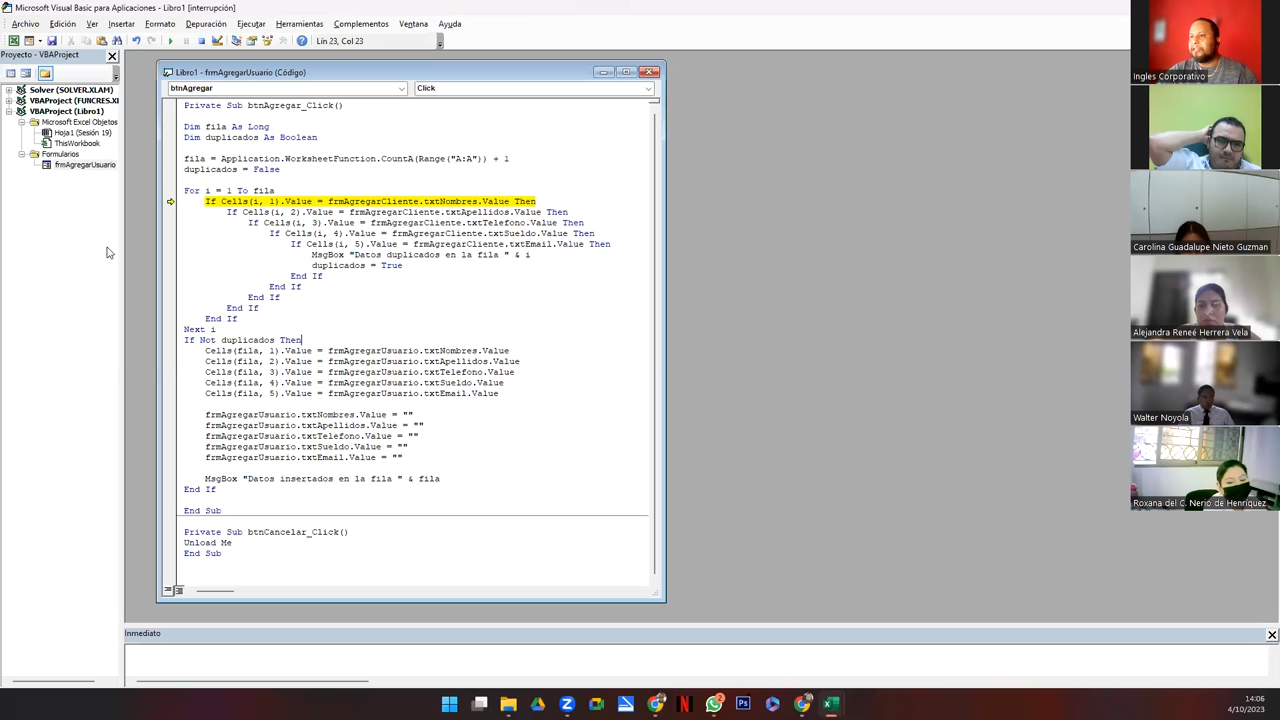 Microsoft Visual Basic para Aplicaciones - Libro1 [interrupción]
Archivo Edición Ver Insertar Formato Depuración Ejecutar Herramientas Complementos Ventana Ayuda
Lín 23, Col 23
Proyecto - VBAProject
Solver (SOLVER.XLAM)
VBAProject (FUNCRES.XL
VBAProject (Libro1)
Microsoft Excel Objetos
Hoja1 (Sesión 19)
ThisWorkbook
Formularios
frmAgregarUsuario
Libro1 - frmAgregarUsuario (Código)
btnAgregar Click
Private Sub btnAgregar_Click()
Dim fila As Long
Dim duplicados As Boolean
fila = Application.WorksheetFunction.CountA(Range("A:A")) + 1
duplicados = False
For i = 1 To fila
If Cells(i, 1).Value = frmAgregarCliente.txtNombres.Value Then
If Cells(i, 2).Value = frmAgregarCliente.txtApellidos.Value Then
If Cells(i, 3).Value = frmAgregarCliente.txtTelefono.Value Then
If Cells(i, 4).Value = frmAgregarCliente.txtSueldo.Value Then
If Cells(i, 5).Value = frmAgregarCliente.txtEmail.Value Then
MsgBox "Datos duplicados en la fila " & i
duplicados = True
End If
End If
End If
End If
End If
Next i
If Not duplicados Then
Cells(fila, 1).Value = frmAgregarUsuario.txtNombres.Value
Cells(fila, 2).Value = frmAgregarUsuario.txtApellidos.Value
Cells(fila, 3).Value = frmAgregarUsuario.txtTelefono.Value
Cells(fila, 4).Value = frmAgregarUsuario.txtSueldo.Value
Cells(fila, 5).Value = frmAgregarUsuario.txtEmail.Value
frmAgregarUsuario.txtNombres.Value = ""
frmAgregarUsuario.txtApellidos.Value = ""
frmAgregarUsuario.txtTelefono.Value = ""
frmAgregarUsuario.txtSueldo.Value = ""
frmAgregarUsuario.txtEmail.Value = ""
MsgBox "Datos insertados en la fila " & fila
End If
End Sub
Private Sub btnCancelar_Click()
Unload Me
End Sub
Inmediato
Ingles Corporativo
Carolina Guadalupe Nieto Guzman
Alejandra Reneé Herrera Vela
Walter Noyola
Roxana del C. Nerio de Henríquez
14:06
4/10/2023